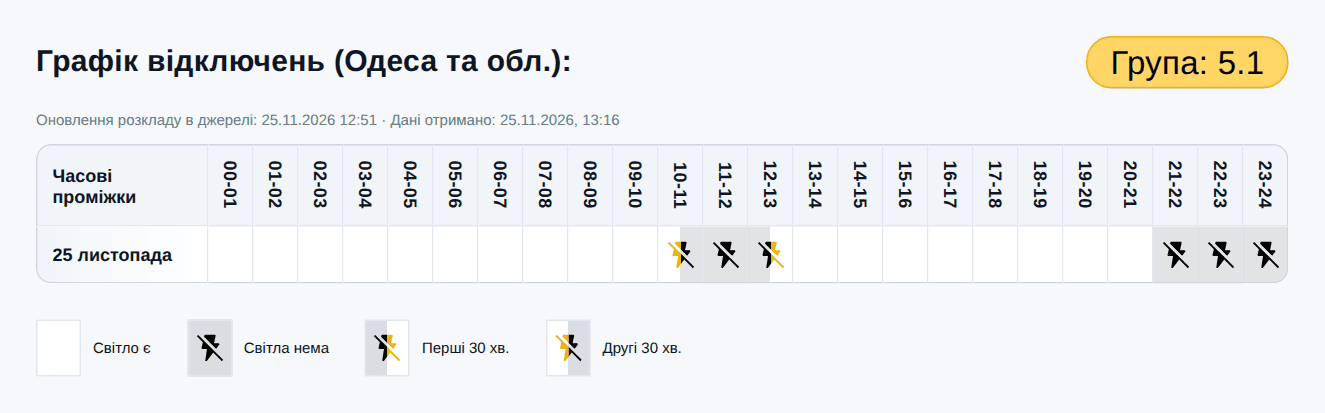 Графік відключень (Одеса та обл.):
Група: 5.1
Оновлення розкладу в джерелі: 25.11.2026 12:51 · Дані отримано: 25.11.2026, 13:16
Часові
проміжки
00-01
01-02
02-03
03-04
04-05
05-06
06-07
07-08
08-09
09-10
10-11
11-12
12-13
13-14
14-15
15-16
16-17
17-18
18-19
19-20
20-21
21-22
22-23
23-24
25 листопада
Світло є
Світла нема
Перші 30 хв.
Другі 30 хв.